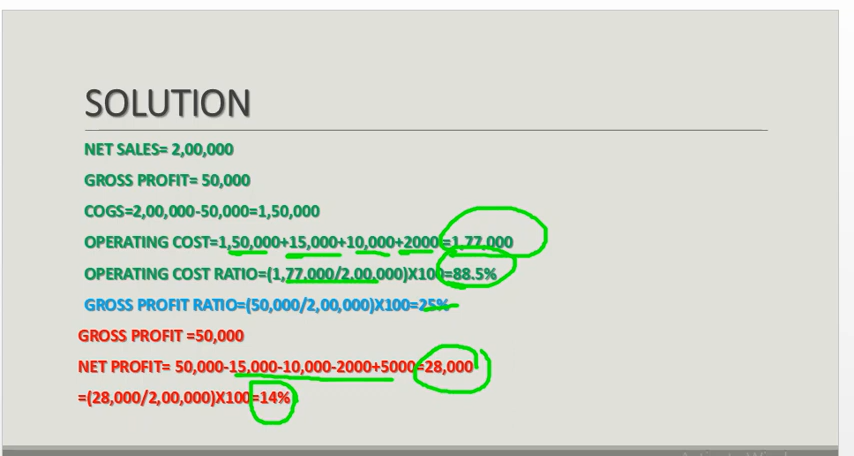 SOLUTION
NET SALES= 2,00,000
GROSS PROFIT= 50,000
COGS=2,00,000-50,000=1,50,000
OPERATING COST=1,50,000+15,000+10,000+2000=1,77,000
OPERATING COST RATIO=(1,77,000/2,00,000)X100=88.5%
GROSS PROFIT RATIO=(50,000/2,00,000)X100=25%
GROSS PROFIT =50,000
NET PROFIT= 50,000-15,000-10,000-2000+5000=28,000
=(28,000/2,00,000)X100=14%